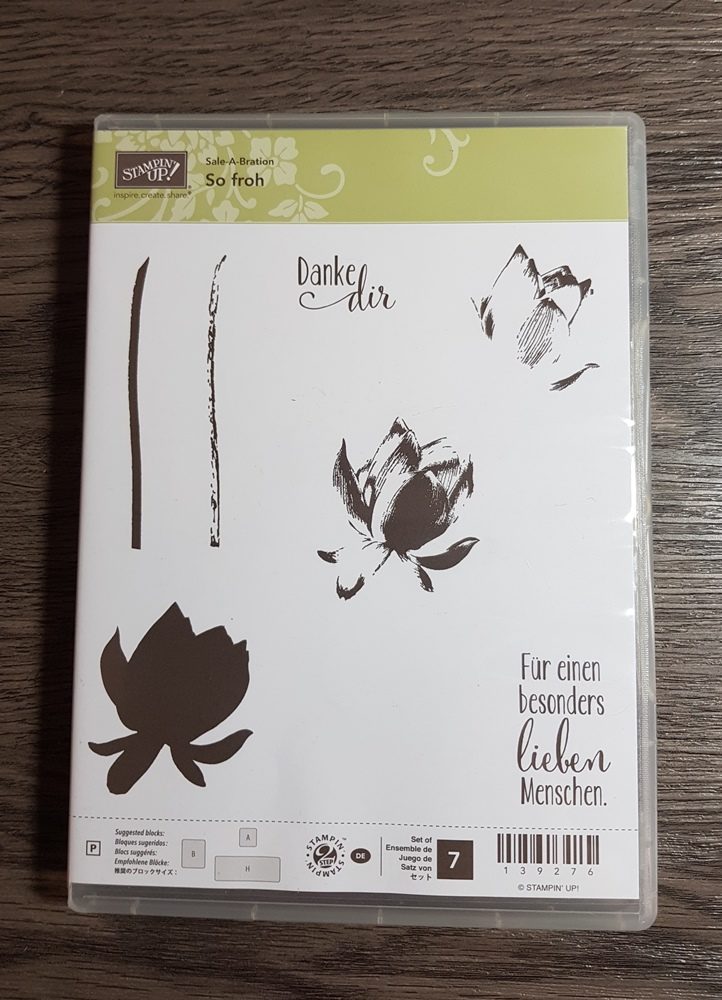 STAMPIN' UP!
inspire.create.share.®
Sale-A-Bration
So froh
Danke
dir
Für einen
besonders
lieben
Menschen.
P
Suggested blocks:
Bloques sugeridos:
Blocs suggérés:
Empfohlene Blöcke:
推奨のブロックサイズ:
A
B
H
STAMPIN'
2
STEP
STAMPIN'
DE
Set of
Ensemble de
Juego de
Satz von
セット
7
139276
© STAMPIN' UP!